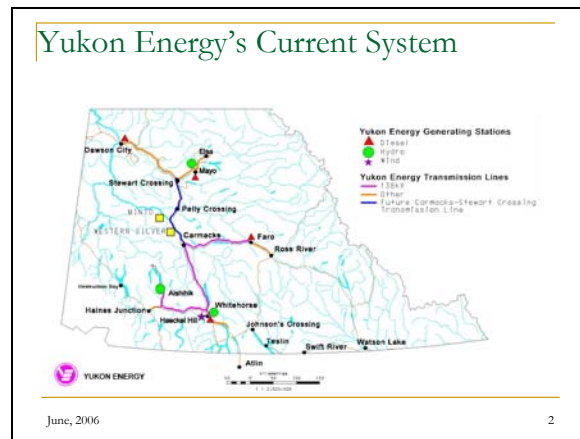 Yukon Energy's Current System
Yukon Energy Generating Stations
Diesel
Hydro
Wind
Yukon Energy Transmission Lines
138kV
Other
Future Carmacks-Stewart Crossing
Transmission Line
Dawson City
Elsa
Mayo
Stewart Crossing
MINTO
Pelly Crossing
WESTERN SILVER
Carmacks
Faro
Ross River
Destruction Bay
Aishihik
Whitehorse
Haines Junction
Haeckel Hill
Johnson's Crossing
Teslin
Swift River
Watson Lake
Atlin
YUKON ENERGY
June, 2006
2